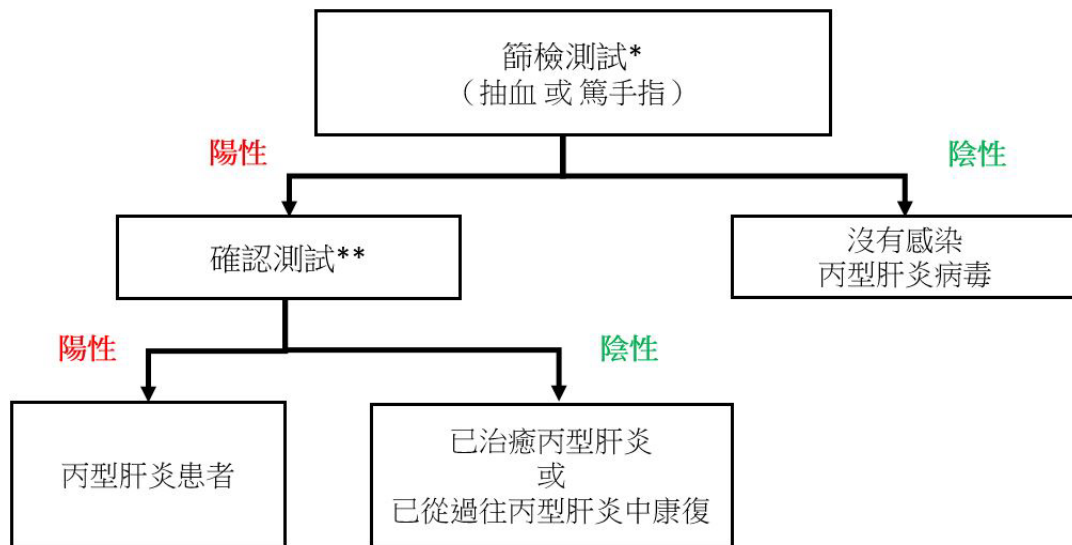 篩檢測試*
（抽血 或 篤手指）
陽性
陰性
確認測試**
沒有感染
丙型肝炎病毒
陽性
陰性
丙型肝炎患者
已治癒丙型肝炎
或
已從過往丙型肝炎中康復